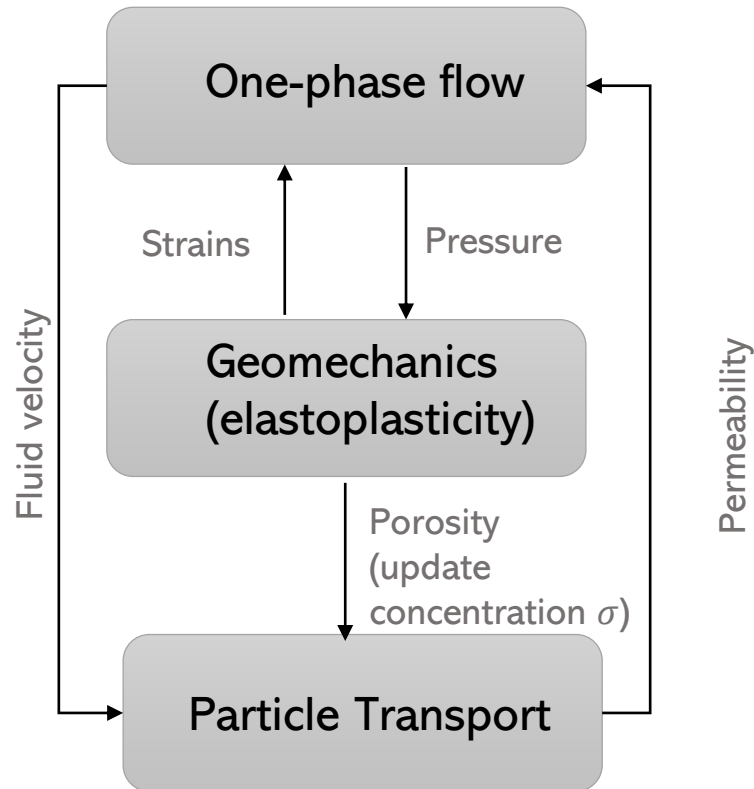 One-phase flow
Strains
Pressure
Fluid velocity
Geomechanics
(elastoplasticity)
Permeability
Porosity
(update
concentration σ)
Particle Transport